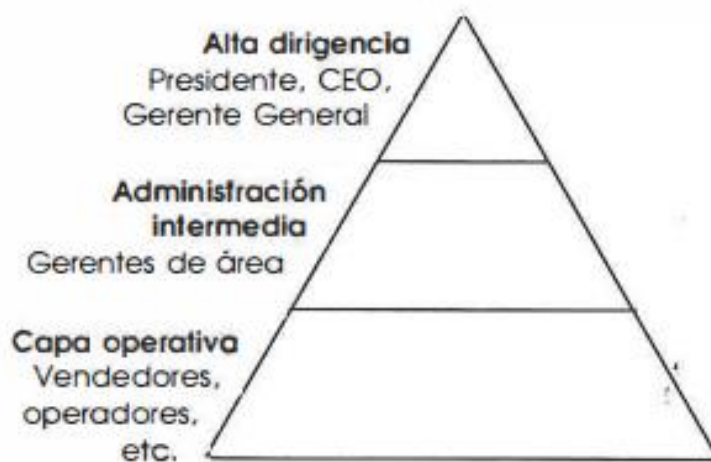 Alta dirigencia
Presidente, CEO,
Gerente General
Administración
intermedia
Gerentes de área
Capa operativa
Vendedores,
operadores,
etc.